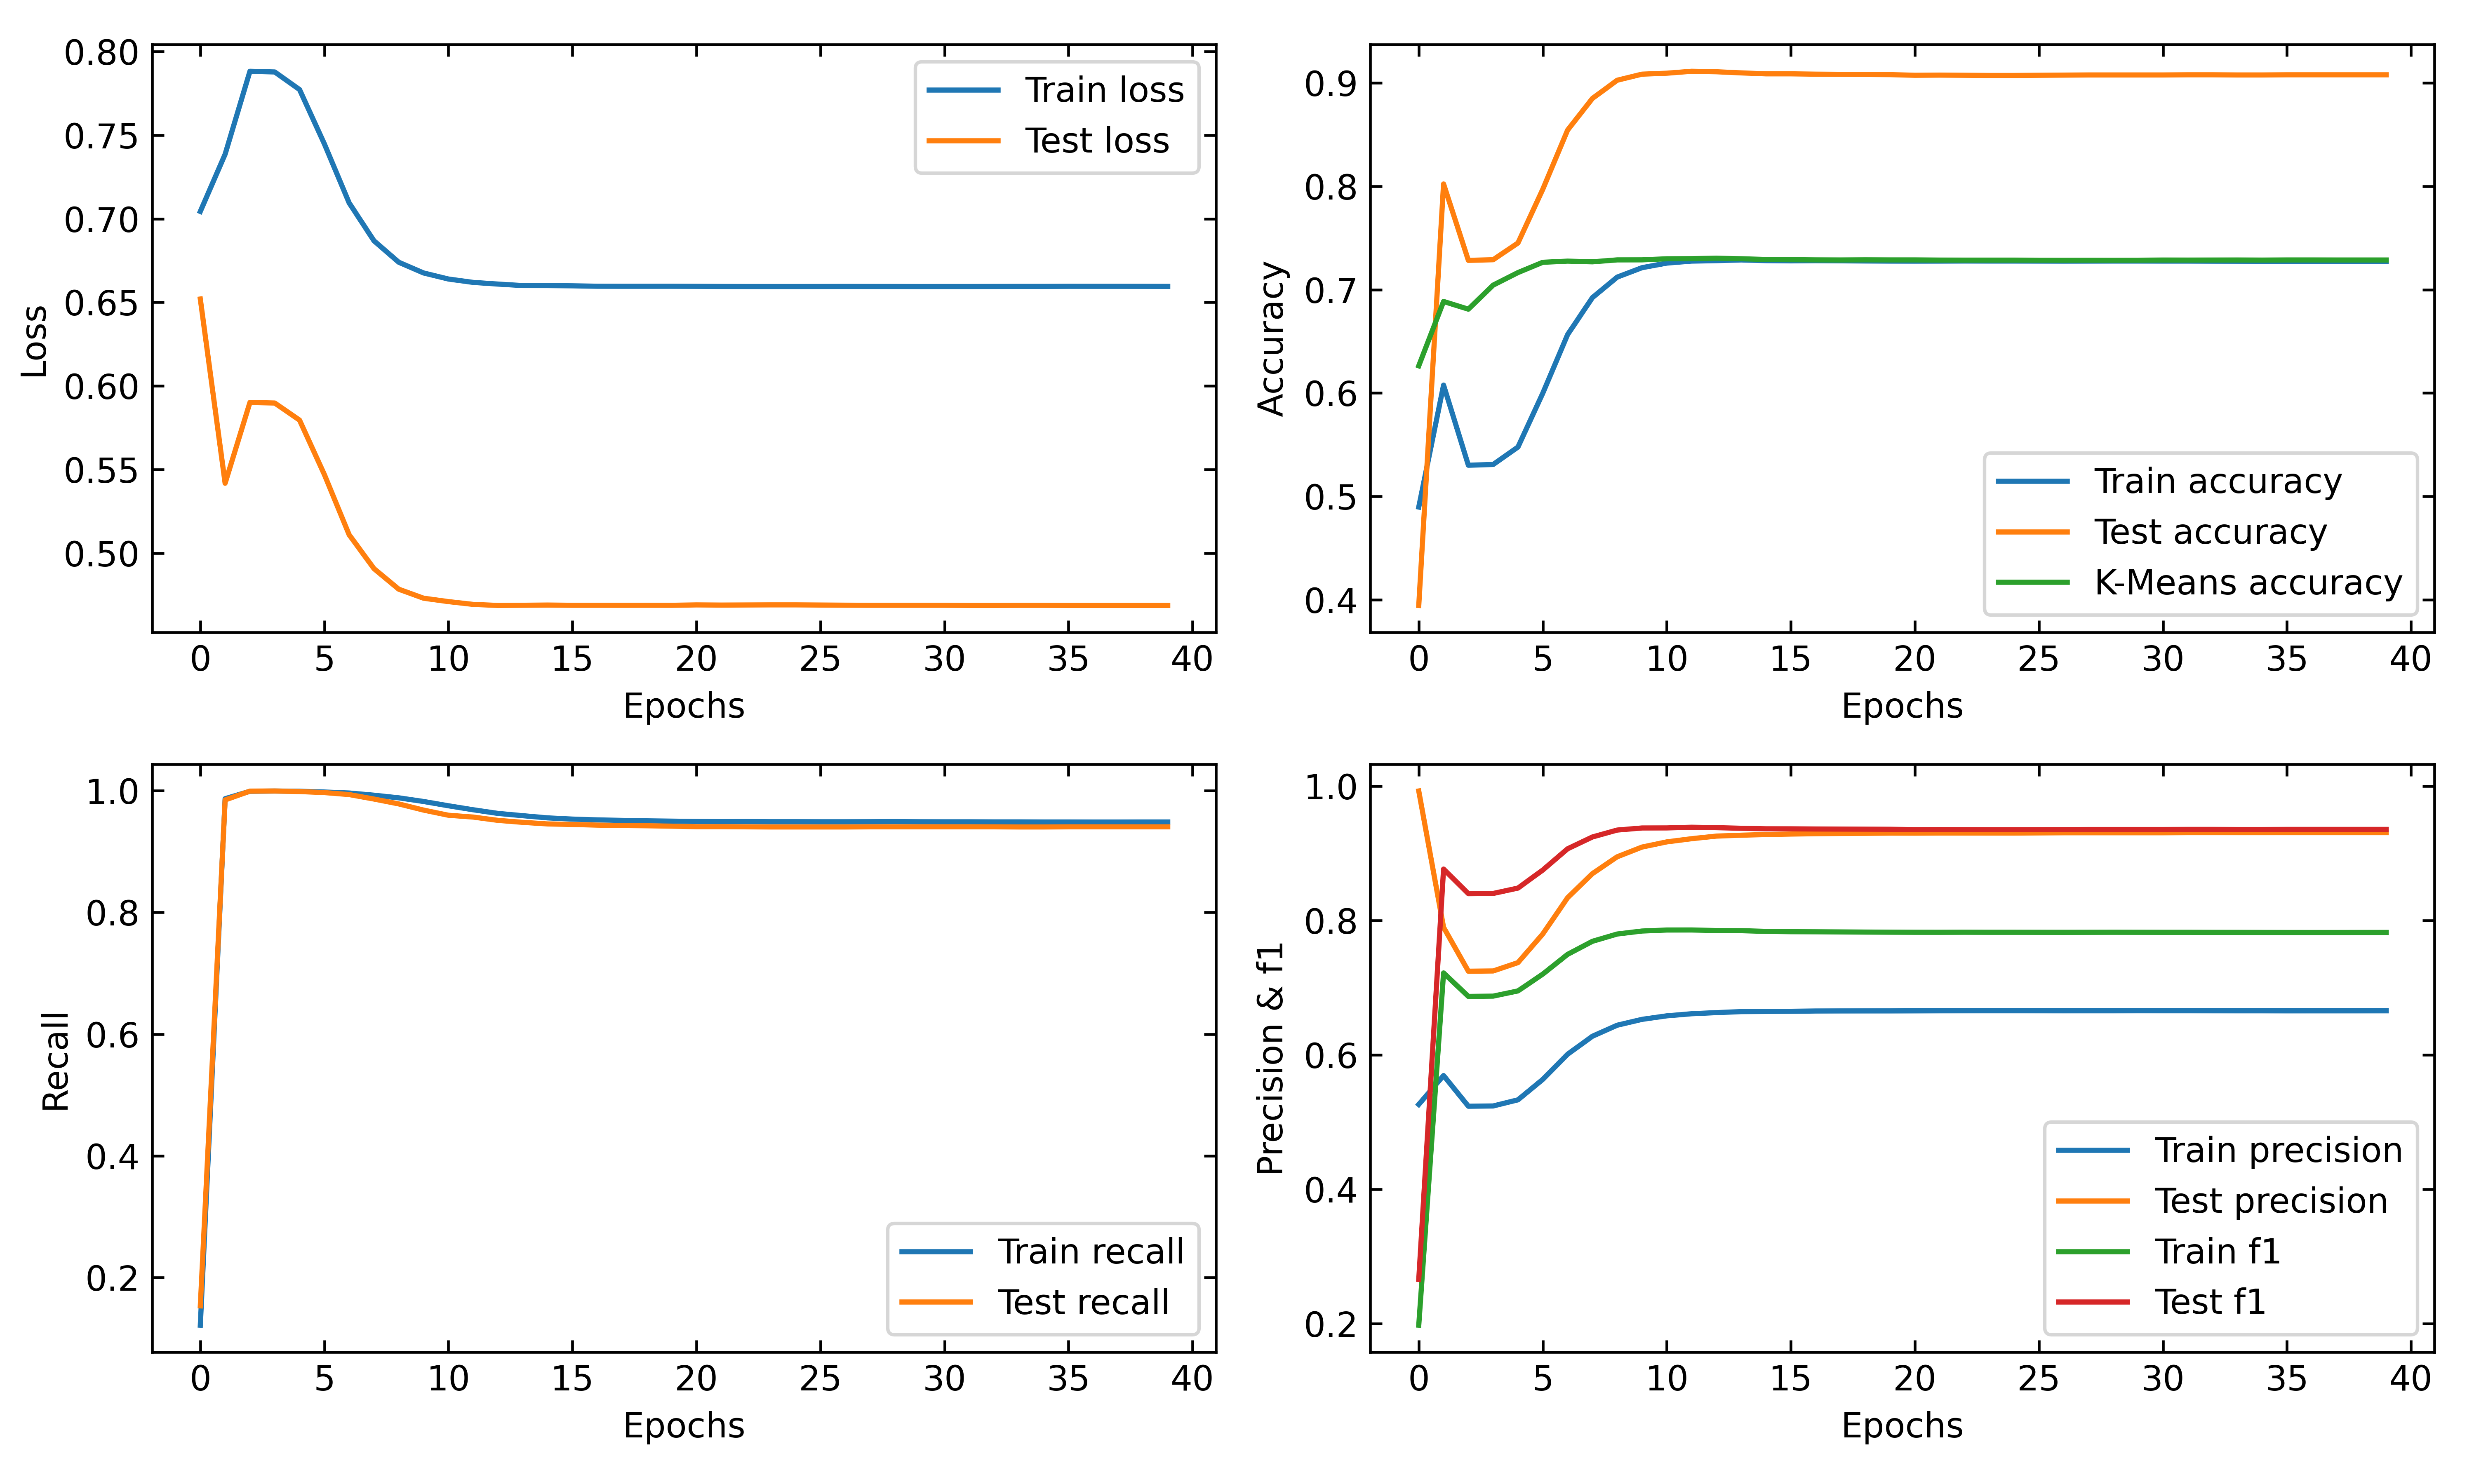 0.80
0.75
0.70
0.65
0.60
0.55
0.50
Loss
0 5 10 15 20 25 30 35 40
Epochs
Train loss
Test loss
0.9
0.8
0.7
0.6
0.5
0.4
Accuracy
0 5 10 15 20 25 30 35 40
Epochs
Train accuracy
Test accuracy
K-Means accuracy
1.0
0.8
0.6
0.4
0.2
Recall
0 5 10 15 20 25 30 35 40
Epochs
Train recall
Test recall
1.0
0.8
0.6
0.4
0.2
Precision & f1
0 5 10 15 20 25 30 35 40
Epochs
Train precision
Test precision
Train f1
Test f1